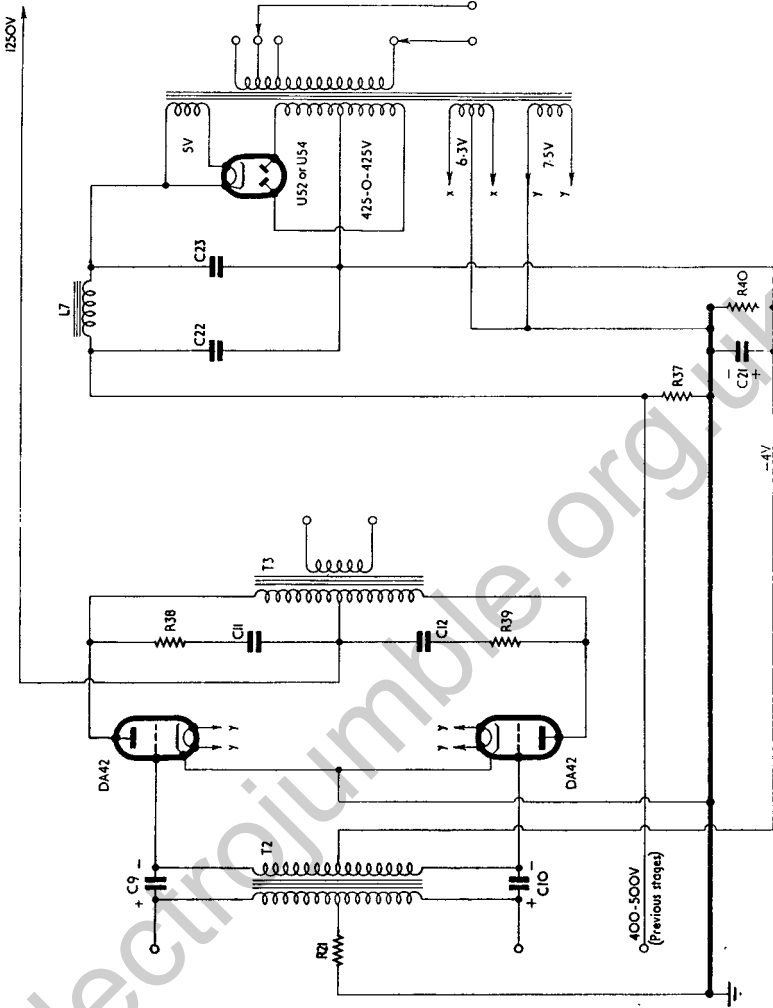 1250V
5V
U52 or U54
425-0-425V
6·3V
7·5V
x
x
y
y
L7
C23
C22
R40
C21
-
+
R37
-4V
T3
R38
C11
C12
R39
DA42
y
y
y
y
DA42
C9
+
-
T2
C10
+
-
R21
400-500V
(Previous stages)
electrojumble.org.uk